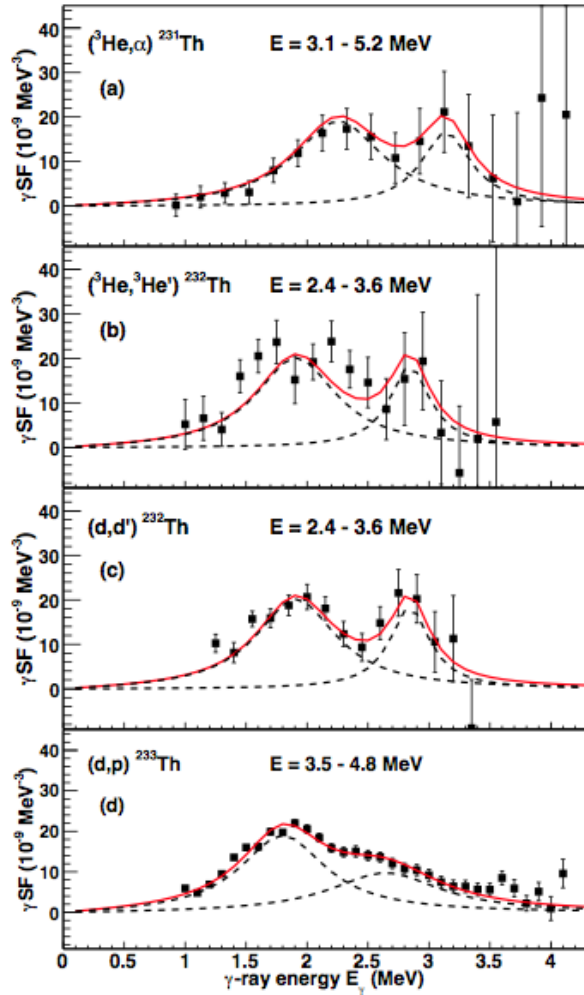 (³He,α) ²³¹Th E = 3.1 - 5.2 MeV
(a)
γSF (10⁻⁹ MeV⁻³)
40
30
20
10
0
(³He,³He') ²³²Th E = 2.4 - 3.6 MeV
(b)
γSF (10⁻⁹ MeV⁻³)
40
30
20
10
0
(d,d') ²³²Th E = 2.4 - 3.6 MeV
(c)
γSF (10⁻⁹ MeV⁻³)
40
30
20
10
0
(d,p) ²³³Th E = 3.5 - 4.8 MeV
(d)
γSF (10⁻⁹ MeV⁻³)
40
30
20
10
0
0 0.5 1 1.5 2 2.5 3 3.5 4
γ-ray energy Eγ (MeV)